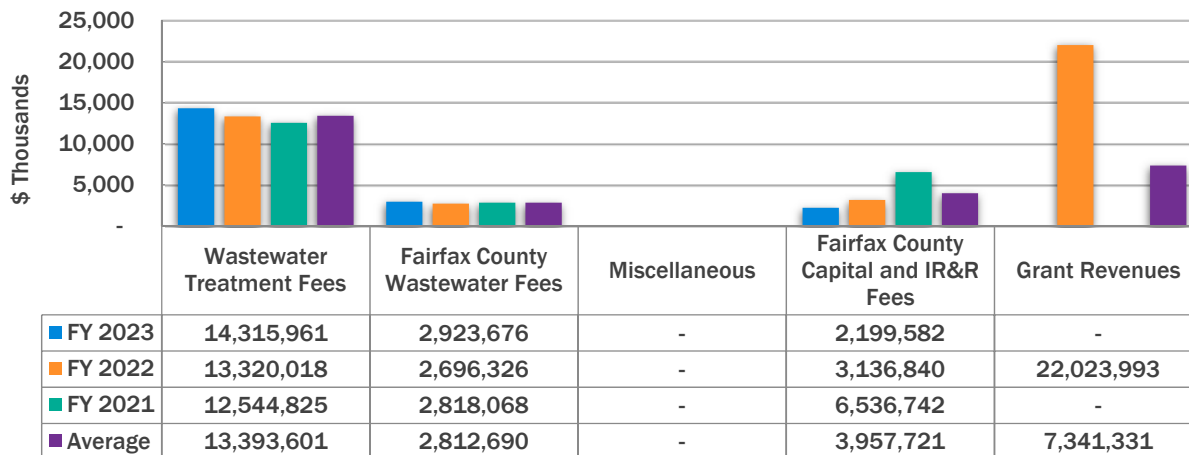 25,000
20,000
15,000
10,000
5,000
-
$ Thousands
Wastewater
Treatment Fees
Fairfax County
Wastewater Fees
Miscellaneous
Fairfax County
Capital and IR&R
Fees
Grant Revenues
FY 2023 14,315,961 2,923,676 - 2,199,582 -
FY 2022 13,320,018 2,696,326 - 3,136,840 22,023,993
FY 2021 12,544,825 2,818,068 - 6,536,742 -
Average 13,393,601 2,812,690 - 3,957,721 7,341,331